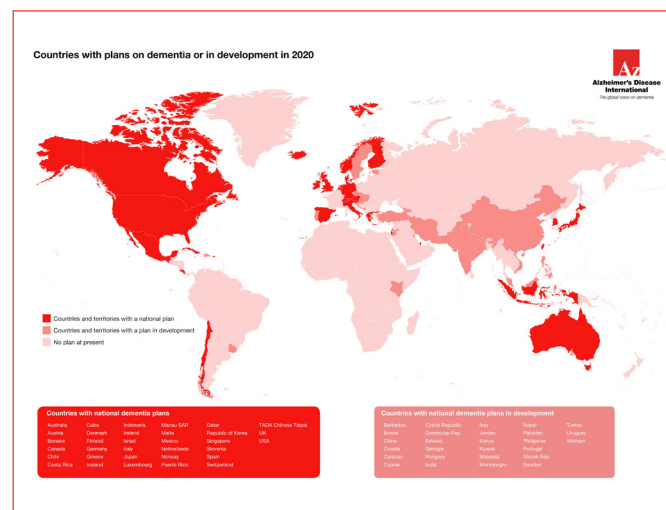 Countries with plans on dementia or in development in 2020
Az
Alzheimer's Disease
International
The global voice on dementia
Countries and territories with a national plan
Countries and territories with a plan in development
No plan at present
Countries with national dementia plans
Australia
Austria
Bonaire
Canada
Chile
Costa Rica
Cuba
Denmark
Finland
Germany
Greece
Iceland
Indonesia
Ireland
Israel
Italy
Japan
Luxembourg
Macau SAR
Malta
Mexico
Netherlands
Norway
Puerto Rico
Qatar
Republic of Korea
Singapore
Slovenia
Spain
Switzerland
TADA Chinese Taipei
UK
USA
Countries with national dementia plans in development
Barbados
Brunei
China
Croatia
Curacao
Cyprus
Czech Republic
Dominican Rep
Estonia
Georgia
Hungary
India
Iran
Jordan
Kenya
Kuwait
Malaysia
Montenegro
Nepal
Pakistan
Philippines
Portugal
Slovak Rep
Sweden
Turkey
Uruguay
Vietnam